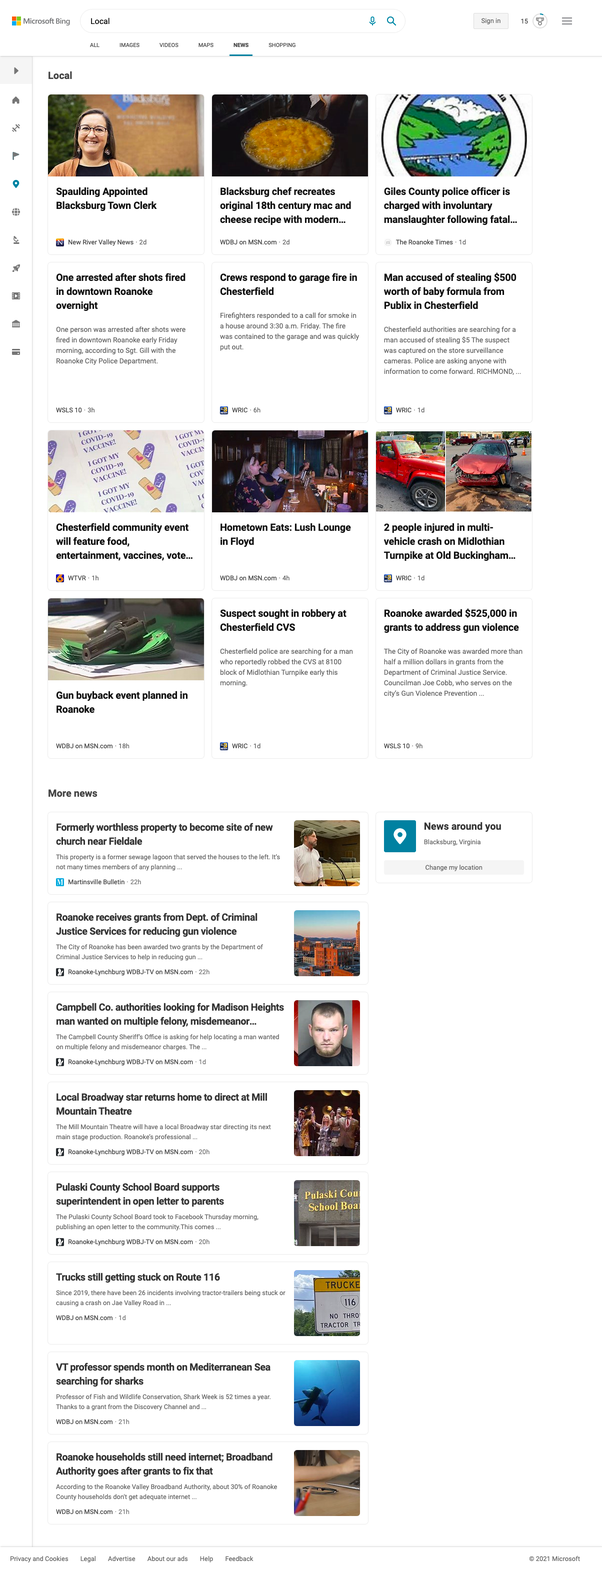 Microsoft Bing
Local
Sign in
15
ALL
IMAGES
VIDEOS
MAPS
NEWS
SHOPPING
Local
Blacksburg
Spaulding Appointed
Blacksburg Town Clerk
New River Valley News · 2d
Blacksburg chef recreates
original 18th century mac and
cheese recipe with modern...
WDBJ on MSN.com · 2d
Giles County police officer is
charged with involuntary
manslaughter following fatal...
The Roanoke Times · 1d
One arrested after shots fired
in downtown Roanoke
overnight
One person was arrested after shots were
fired in downtown Roanoke early Friday
morning, according to Sgt. Gill with the
Roanoke City Police Department.
WSLS 10 · 3h
Crews respond to garage fire in
Chesterfield
Firefighters responded to a call for smoke in
a house around 3:30 a.m. Friday. The fire
was contained to the garage and was quickly
put out.
WRIC · 6h
Man accused of stealing $500
worth of baby formula from
Publix in Chesterfield
Chesterfield authorities are searching for a
man accused of stealing $5 The suspect
was captured on the store surveillance
cameras. Police are asking anyone with
information to come forward. RICHMOND, ...
WRIC · 1d
I GOT MY
COVID-19
VACCINE!
Chesterfield community event
will feature food,
entertainment, vaccines, vote...
WTVR · 1h
Hometown Eats: Lush Lounge
in Floyd
WDBJ on MSN.com · 4h
2 people injured in multi-
vehicle crash on Midlothian
Turnpike at Old Buckingham...
WRIC · 1d
Gun buyback event planned in
Roanoke
WDBJ on MSN.com · 18h
Suspect sought in robbery at
Chesterfield CVS
Chesterfield police are searching for a man
who reportedly robbed the CVS at 8100
block of Midlothian Turnpike early this
morning.
WRIC · 1d
Roanoke awarded $525,000 in
grants to address gun violence
The City of Roanoke was awarded more than
half a million dollars in grants from the
Department of Criminal Justice Service.
Councilman Joe Cobb, who serves on the
city's Gun Violence Prevention ...
WSLS 10 · 9h
More news
Formerly worthless property to become site of new
church near Fieldale
This property is a former sewage lagoon that served the houses to the left. It's
not many times members of any planning ...
Martinsville Bulletin · 22h
News around you
Blacksburg, Virginia
Change my location
Roanoke receives grants from Dept. of Criminal
Justice Services for reducing gun violence
The City of Roanoke has been awarded two grants by the Department of
Criminal Justice Services to help in reducing gun ...
Roanoke-Lynchburg WDBJ-TV on MSN.com · 22h
Campbell Co. authorities looking for Madison Heights
man wanted on multiple felony, misdemeanor...
The Campbell County Sheriff's Office is asking for help locating a man wanted
on multiple felony and misdemeanor charges. The ...
Roanoke-Lynchburg WDBJ-TV on MSN.com · 1d
Local Broadway star returns home to direct at Mill
Mountain Theatre
The Mill Mountain Theatre will have a local Broadway star directing its next
main stage production. Roanoke's professional ...
Roanoke-Lynchburg WDBJ-TV on MSN.com · 20h
Pulaski County School Board supports
superintendent in open letter to parents
The Pulaski County School Board took to Facebook Thursday morning,
publishing an open letter to the community.This comes ...
Roanoke-Lynchburg WDBJ-TV on MSN.com · 20h
Pulaski Cou
School Boa
Trucks still getting stuck on Route 116
Since 2019, there have been 26 incidents involving tractor-trailers being stuck or
causing a crash on Jae Valley Road in ...
WDBJ on MSN.com · 1d
TRUCKE
116
NO THRO
TRACTOR TR
VT professor spends month on Mediterranean Sea
searching for sharks
Professor of Fish and Wildlife Conservation, Shark Week is 52 times a year.
Thanks to a grant from the Discovery Channel and ...
WDBJ on MSN.com · 21h
Roanoke households still need internet; Broadband
Authority goes after grants to fix that
According to the Roanoke Valley Broadband Authority, about 30% of Roanoke
County households don't get adequate internet ...
WDBJ on MSN.com · 21h
Privacy and Cookies
Legal
Advertise
About our ads
Help
Feedback
© 2021 Microsoft